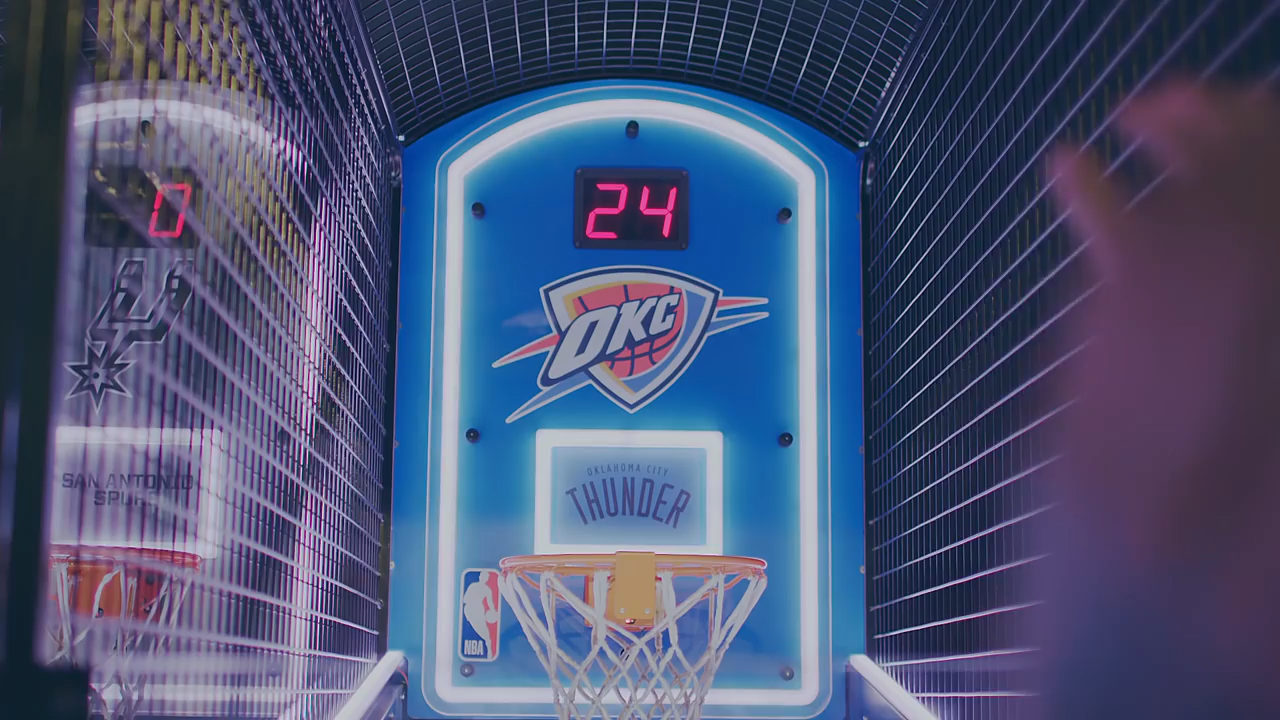 0
SAN ANTONIO
SPURS
24
OKC
OKLAHOMA CITY
THUNDER
NBA